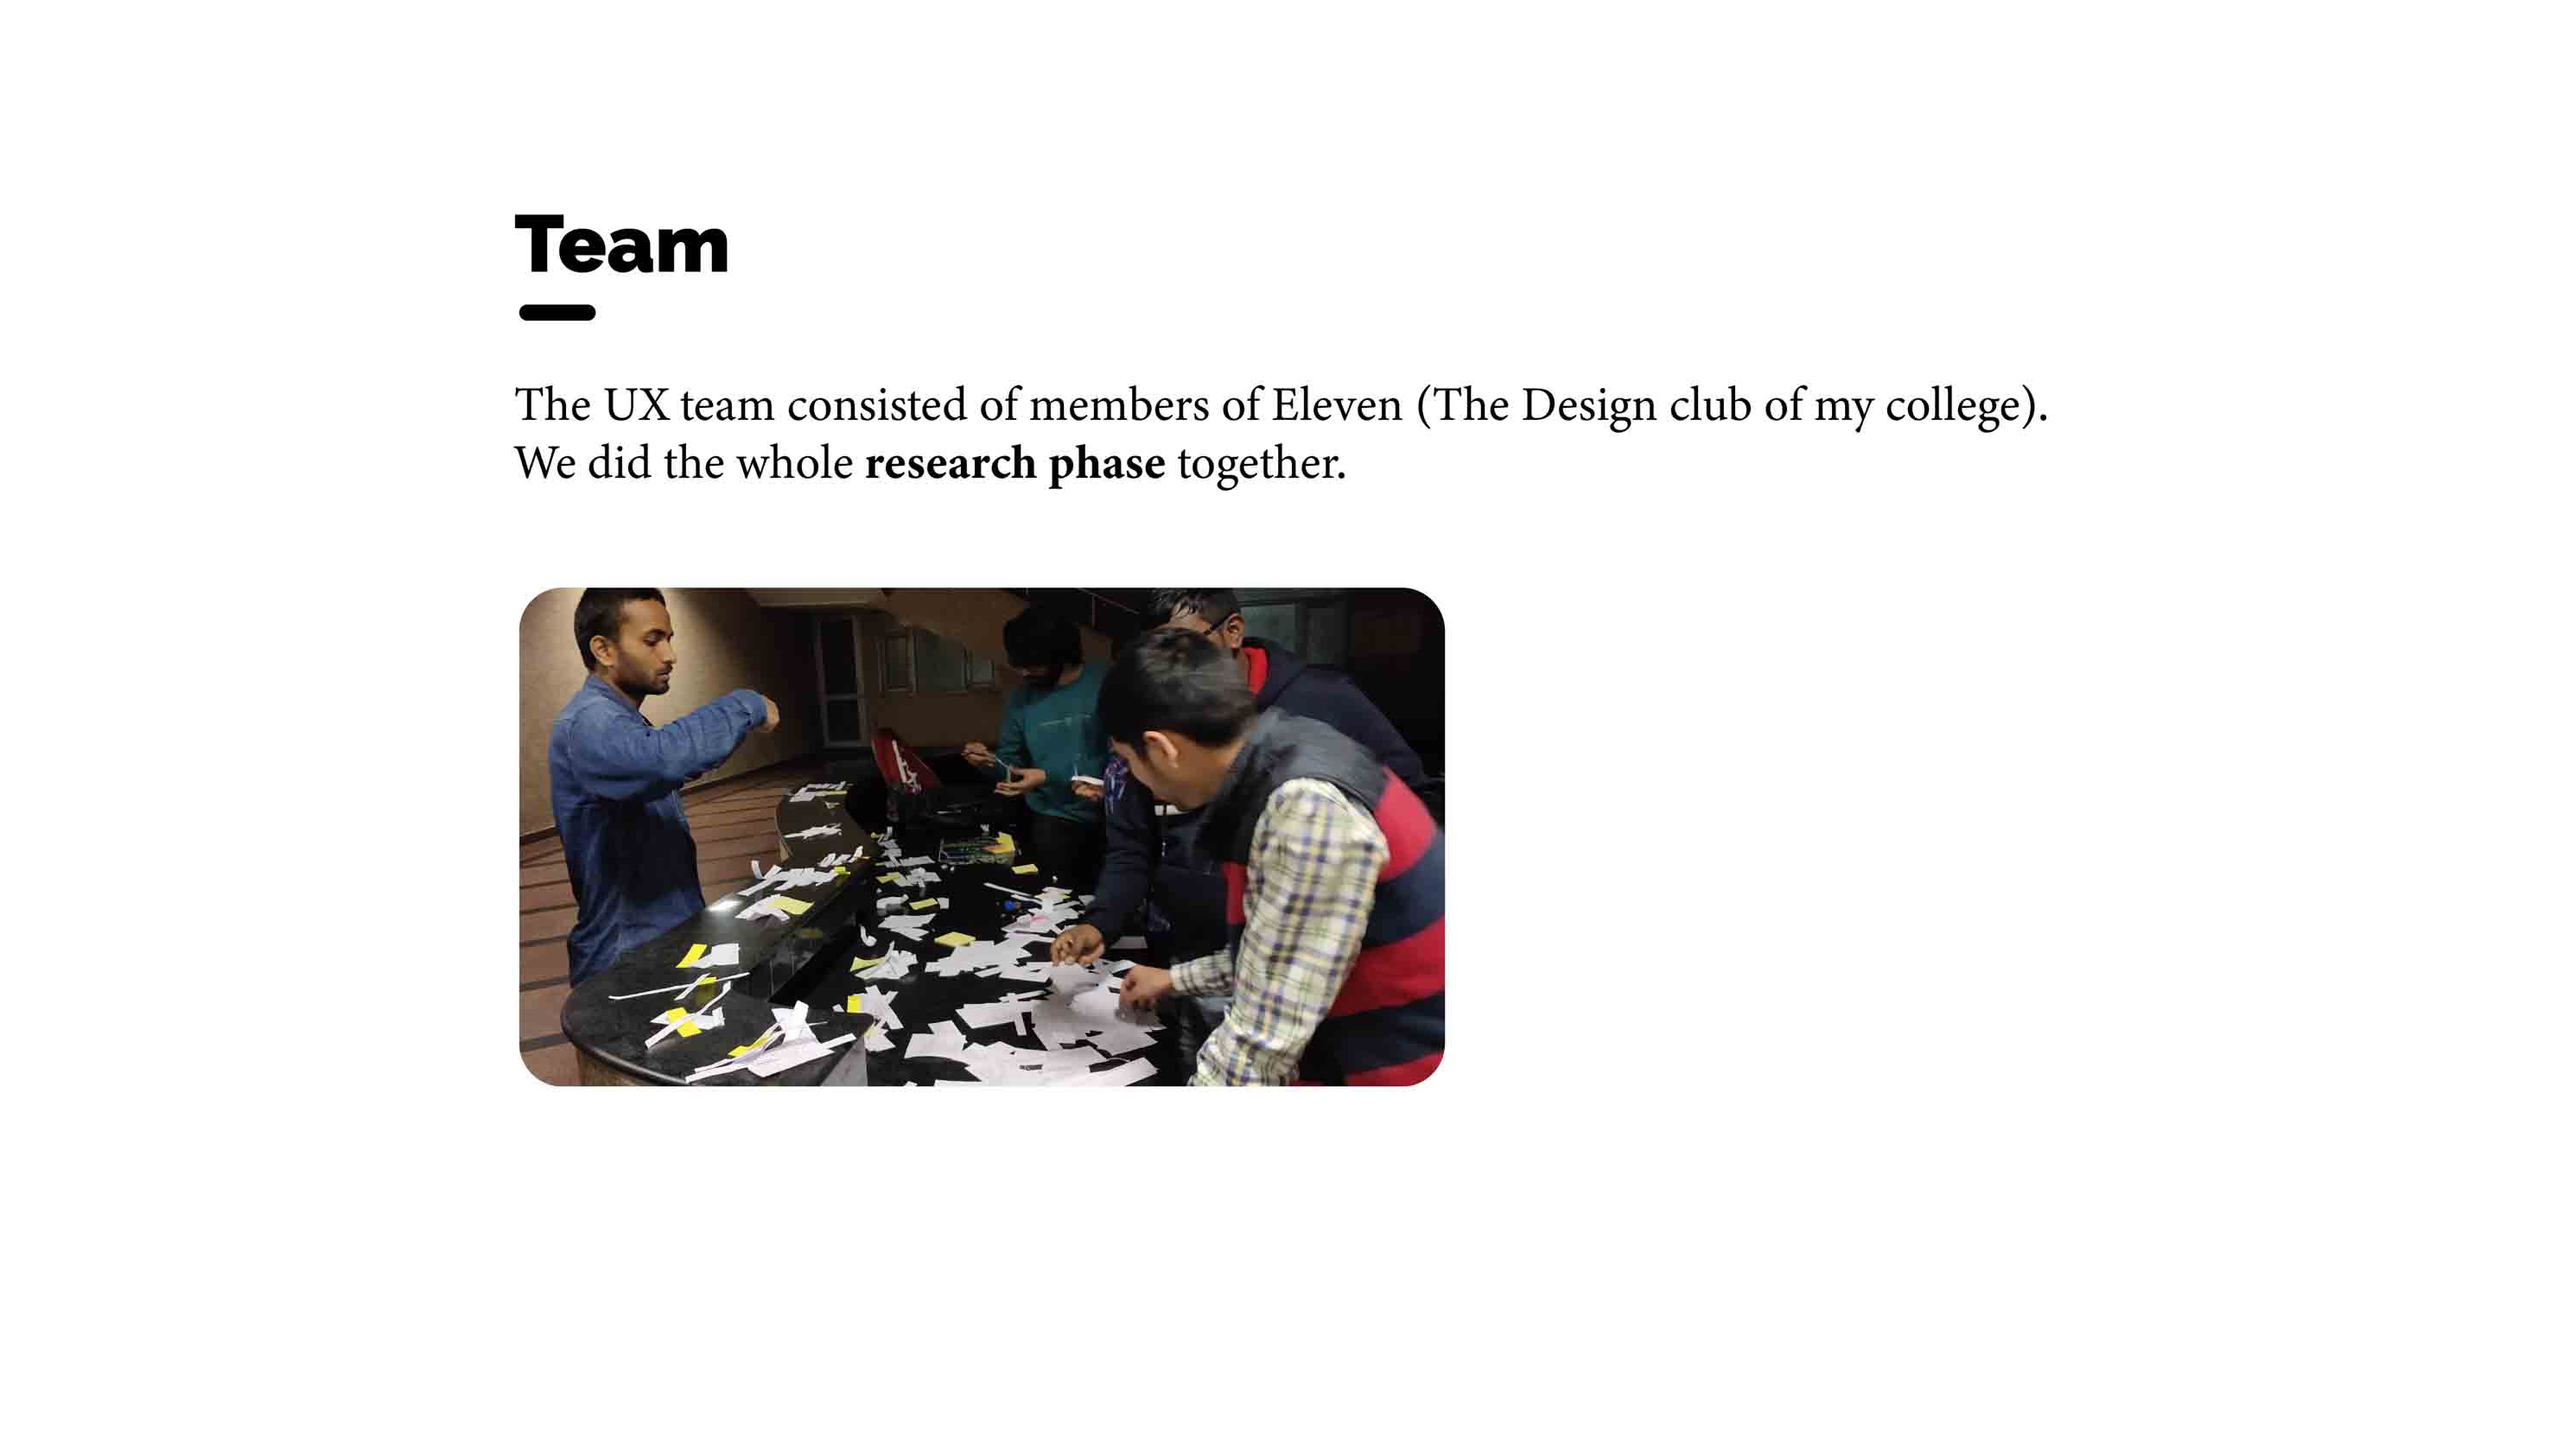 Team
The UX team consisted of members of Eleven (The Design club of my college).
We did the whole research phase together.